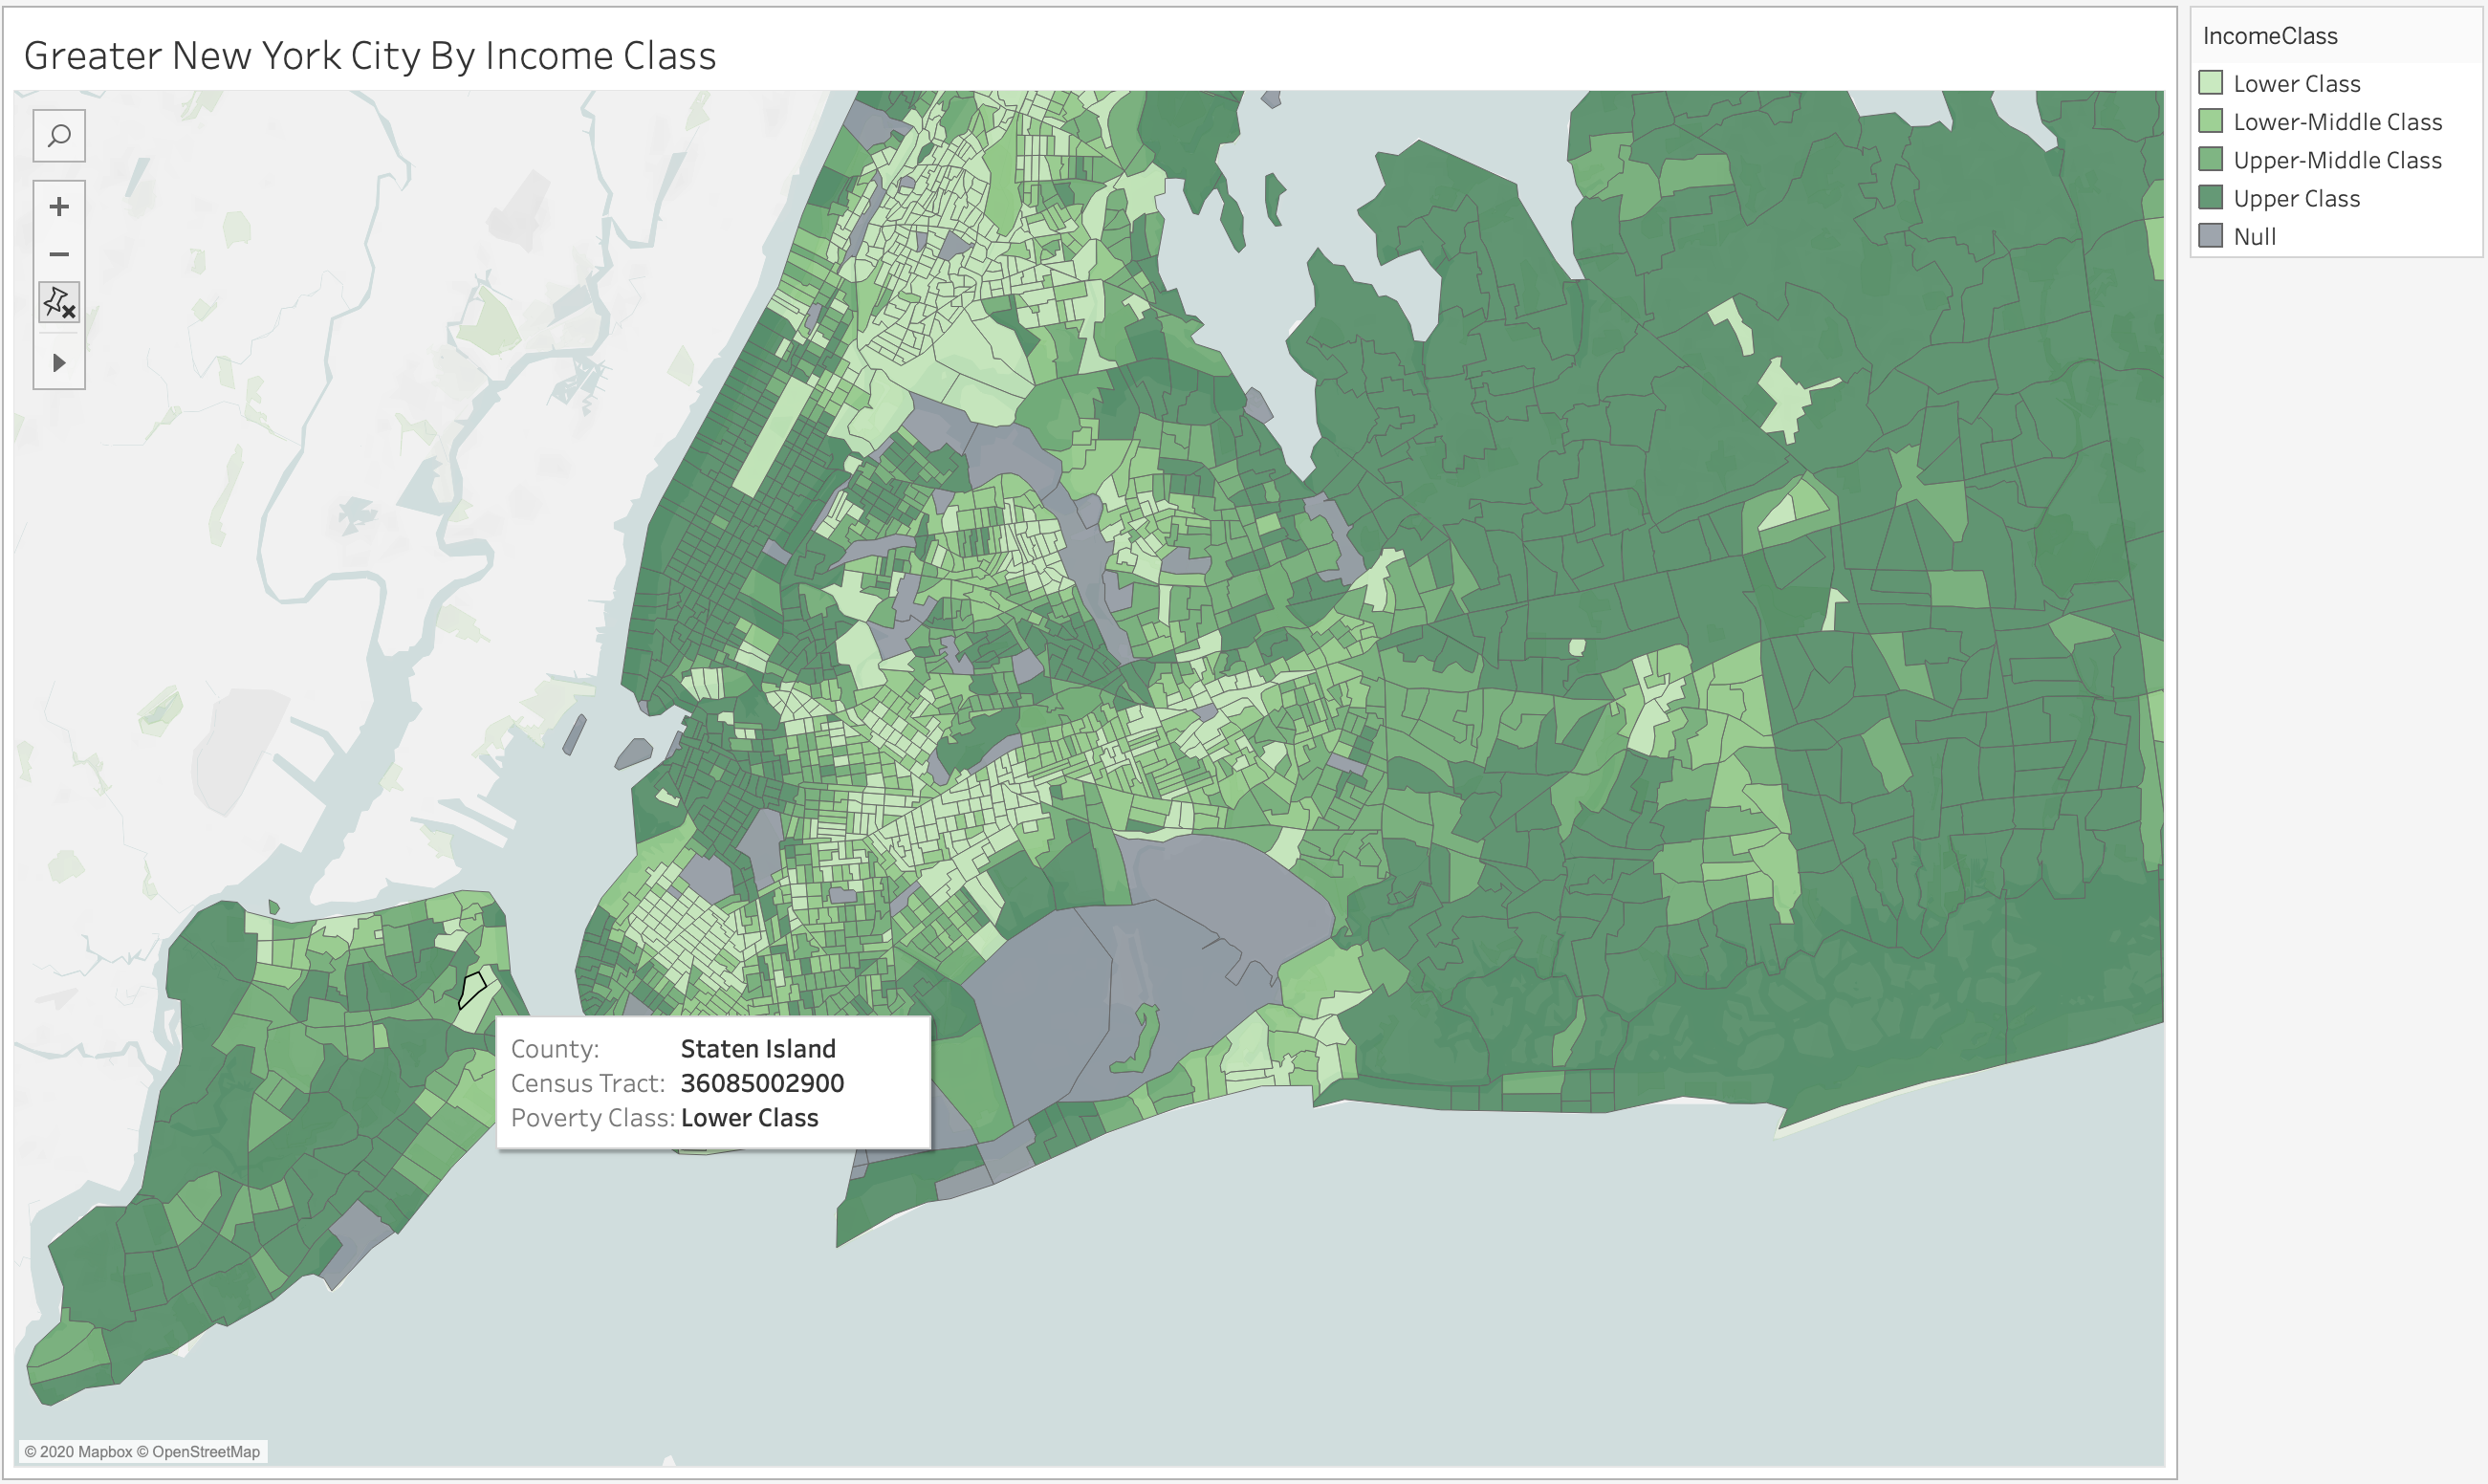 Greater New York City By Income Class
IncomeClass
Lower Class
Lower-Middle Class
Upper-Middle Class
Upper Class
Null
County: Staten Island
Census Tract: 36085002900
Poverty Class: Lower Class
© 2020 Mapbox © OpenStreetMap